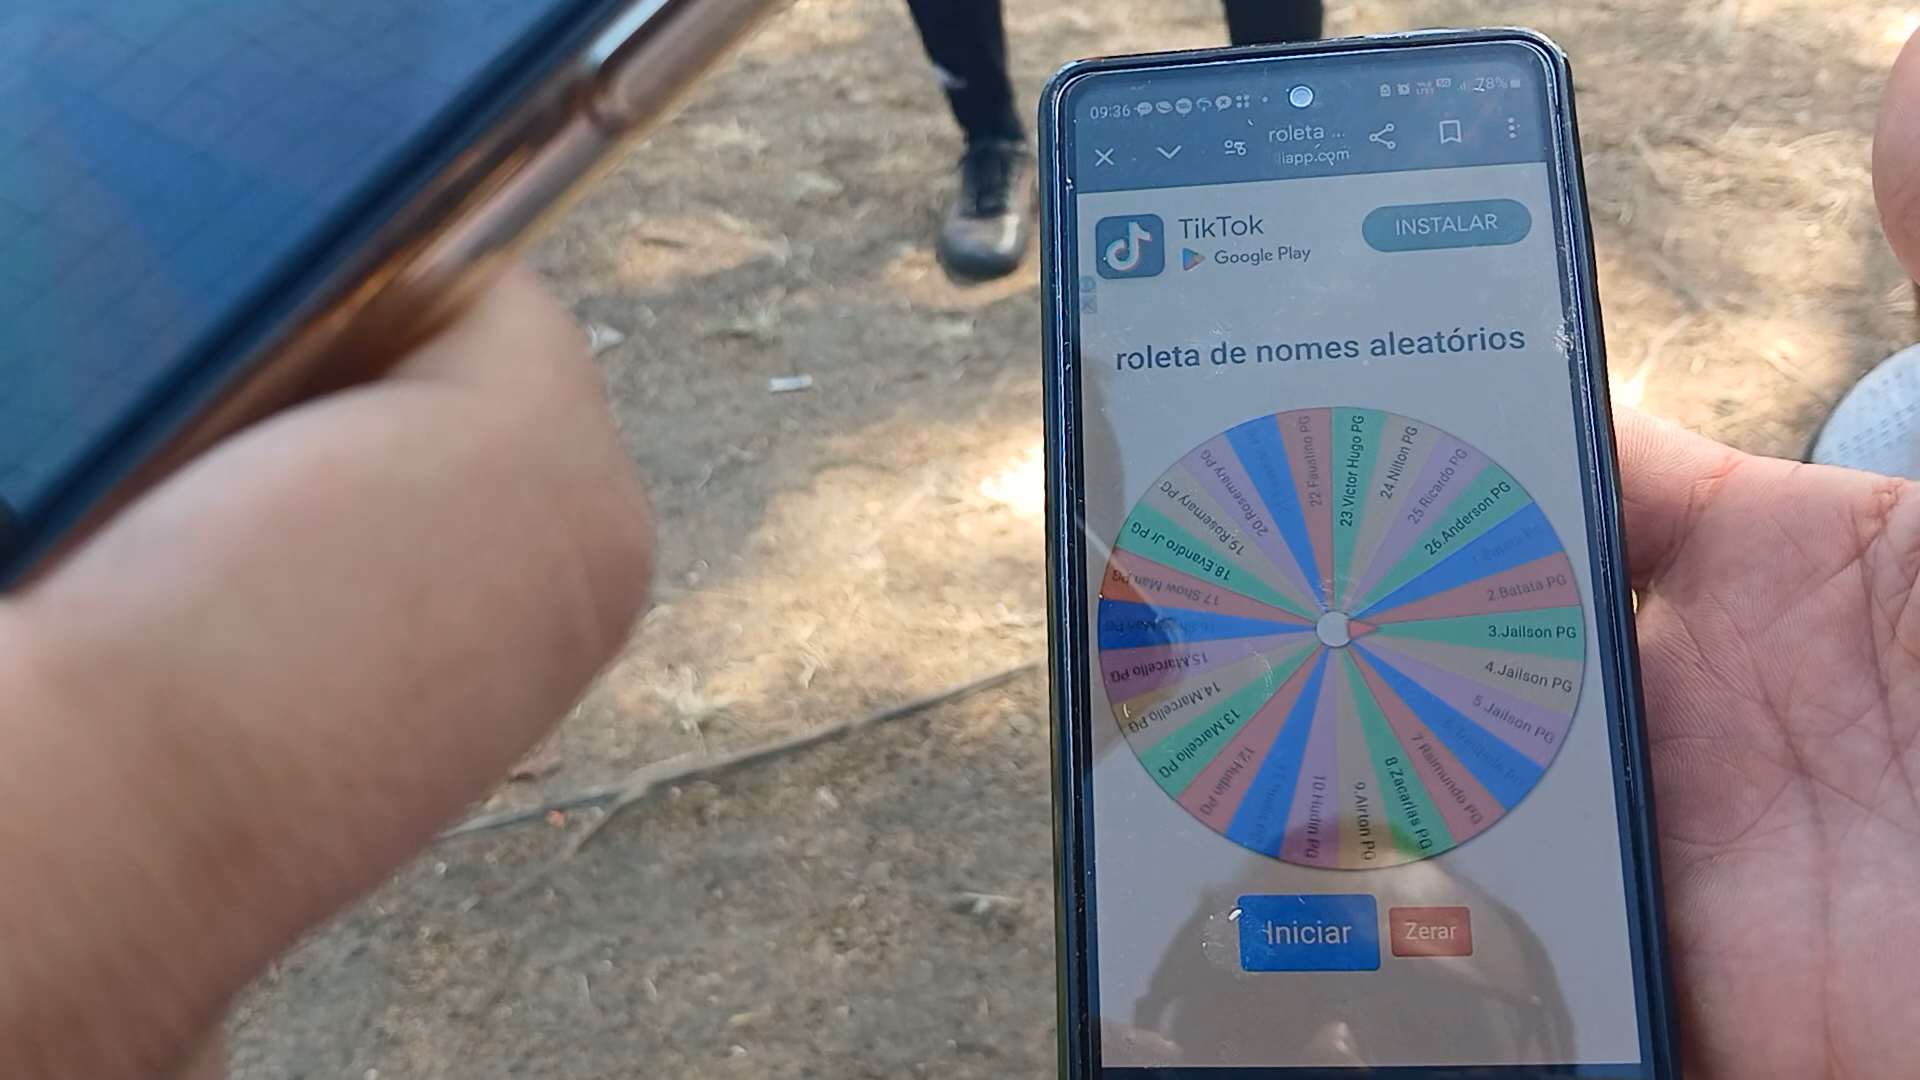 09:36
78%
roleta ...
iapp.com
TikTok
Google Play
INSTALAR
roleta de nomes aleatórios
2.Batata PG
3.Jailson PG
4.Jailson PG
5.Jailson PG
7.Raimundo PG
8.Zacarias PG
9.Airton PG
10.Hudin PG
12.Hudin PG
13.Marcello PG
14.Marcello PG
15.Marcello PG
17.Show Man PG
18.Evandro Jr PG
19.Rosemary PG
20.Rosemary PG
22.Faustino PG
23.Victor Hugo PG
24.Nilton PG
25.Ricardo PG
26.Anderson PG
Iniciar
Zerar